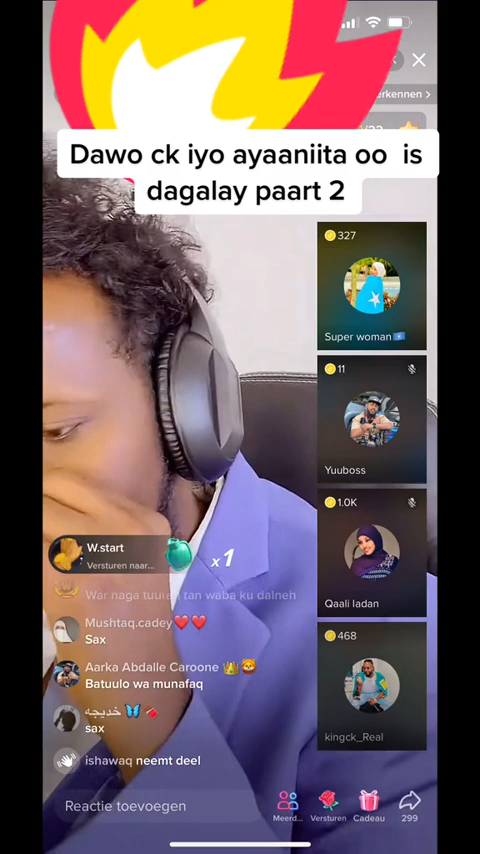 erkennen >
Dawo ck iyo ayaaniita oo is
dagalay paart 2
327
Super woman
11
Yuuboss
1.0K
Qaali ladan
468
kingck_Real
W.start
Versturen naar...
x1
War naga tuuren tan waba ku dalneh
Mushtaq.cadey❤️❤️
Sax
Aarka Abdalle Caroone 👑🦁
Batuulo wa munafaq
خديجه 🦋🍫
sax
ishawaq neemt deel
Reactie toevoegen
Meerd...
Versturen
Cadeau
299